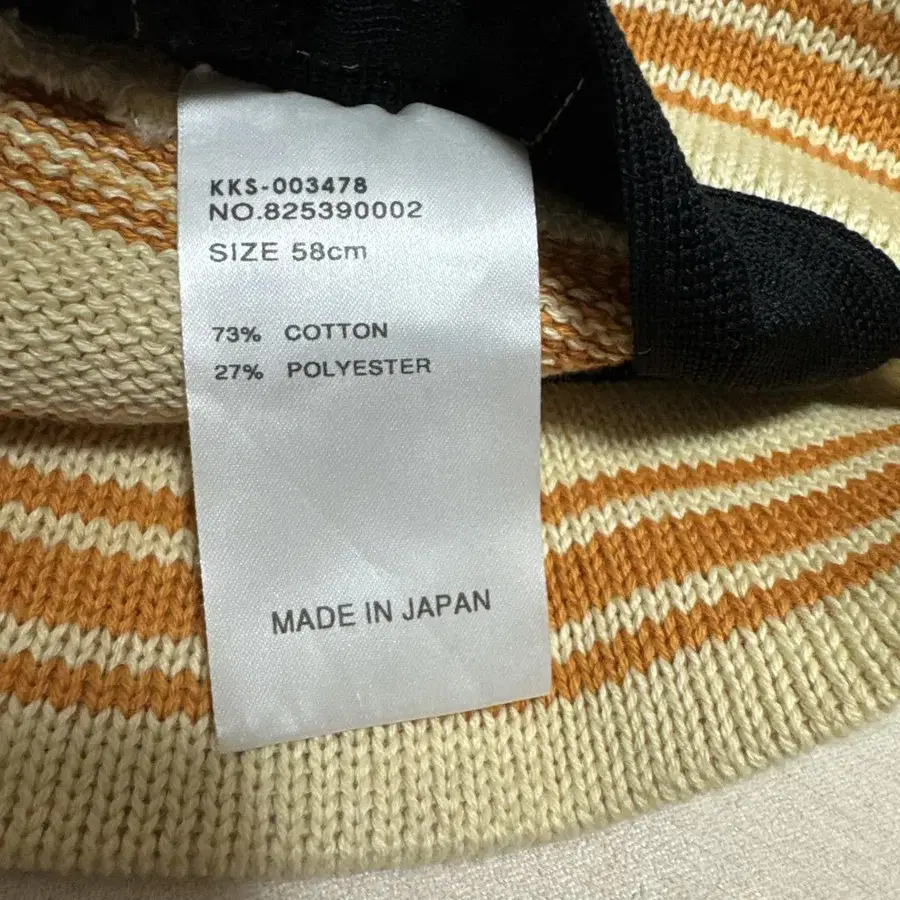 KKS-003478
NO.825390002
SIZE 58cm
73% COTTON
27% POLYESTER
MADE IN JAPAN